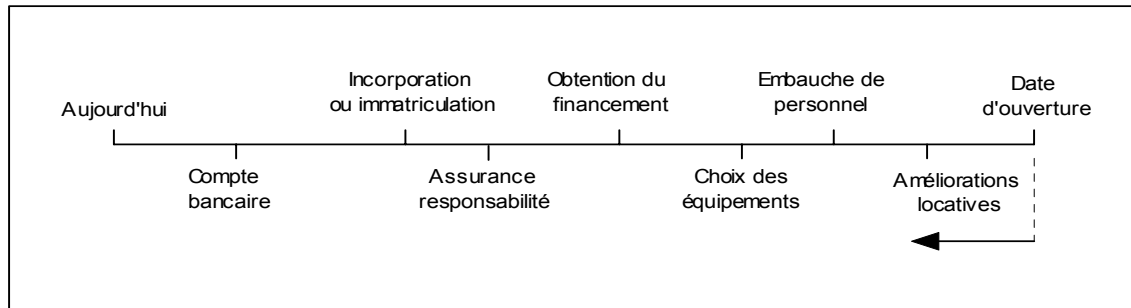 Aujourd'hui
Incorporation
ou immatriculation
Obtention du
financement
Embauche de
personnel
Date
d'ouverture
Compte
bancaire
Assurance
responsabilité
Choix des
équipements
Améliorations
locatives